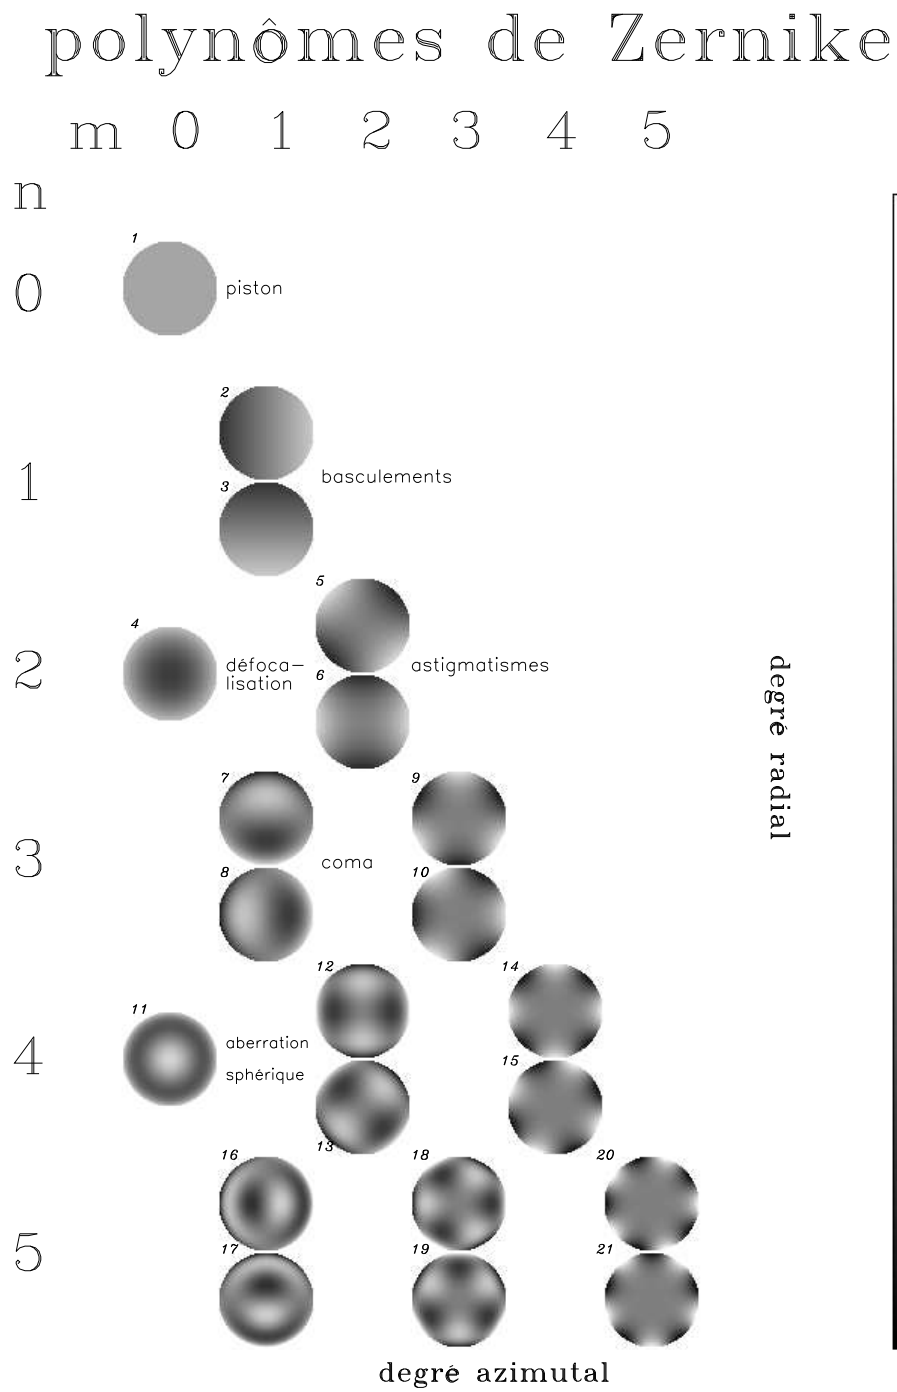 polynômes de Zernike
m 0 1 2 3 4 5
n
1
0 piston
2
1 basculements
3
5
4
2 défoca-
lisation
6 astigmatismes
degré radial
7 9
3 coma
8 10
12 14
11
4 aberration
sphérique
15
13
16 18 20
5
17 19 21
degré azimutal